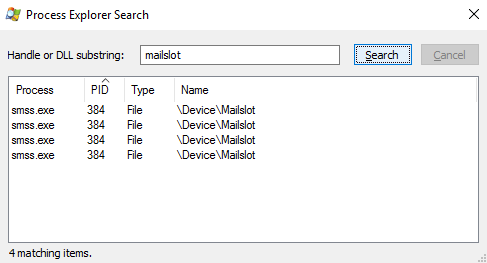 Process Explorer Search
Handle or DLL substring: mailslot Search Cancel
Process PID Type Name
smss.exe 384 File \Device\Mailslot
smss.exe 384 File \Device\Mailslot
smss.exe 384 File \Device\Mailslot
smss.exe 384 File \Device\Mailslot
4 matching items.